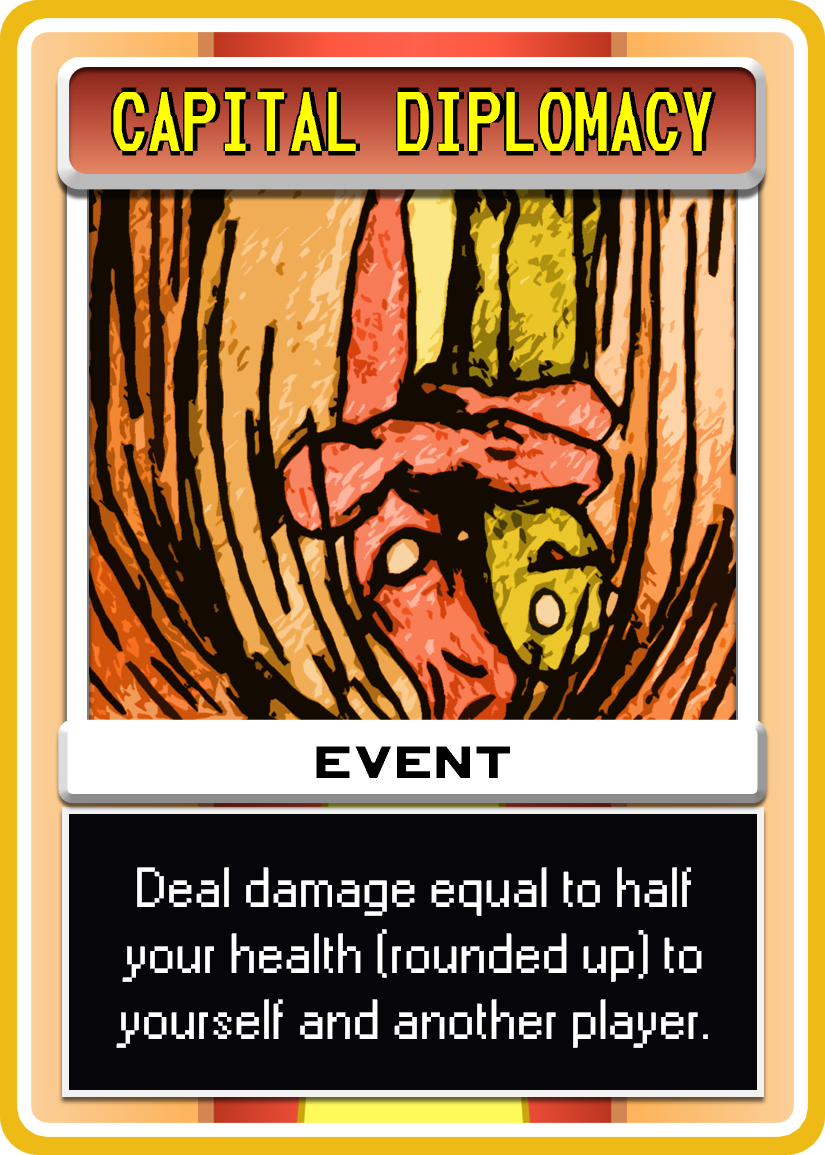 CAPITAL DIPLOMACY
EVENT
Deal damage equal to half
your health (rounded up) to
yourself and another player.